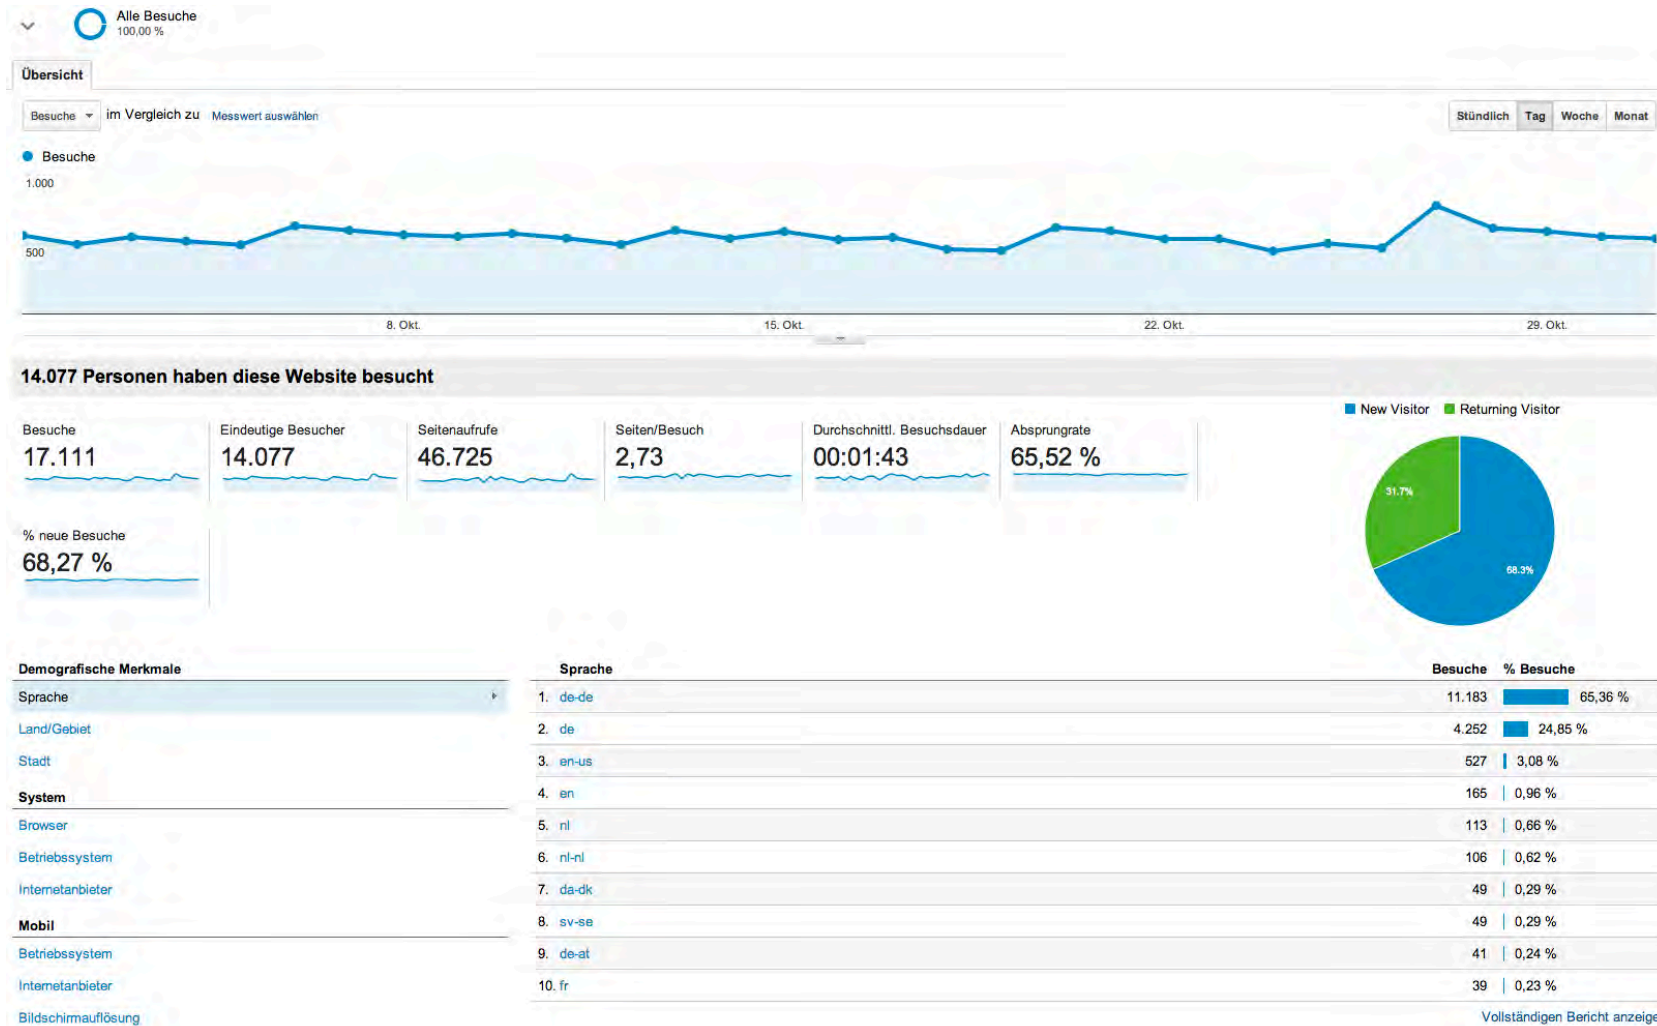 Alle Besuche
100,00 %
Übersicht
Besuche im Vergleich zu Messwert auswählen
Stündlich Tag Woche Monat
Besuche
1.000
500
8. Okt. 15. Okt. 22. Okt. 29. Okt.
14.077 Personen haben diese Website besucht
New Visitor Returning Visitor
Besuche Eindeutige Besucher Seitenaufrufe Seiten/Besuch Durchschnittl. Besuchsdauer Absprungrate
17.111 14.077 46.725 2,73 00:01:43 65,52 %
31.7%
% neue Besuche
68,27 %
68.3%
Demografische Merkmale
Sprache
Land/Gebiet
Stadt
System
Browser
Betriebssystem
Internetanbieter
Mobil
Betriebssystem
Internetanbieter
Bildschirmauflösung
Sprache Besuche % Besuche
1. de-de 11.183 65,36 %
2. de 4.252 24,85 %
3. en-us 527 3,08 %
4. en 165 0,96 %
5. nl 113 0,66 %
6. nl-nl 106 0,62 %
7. da-dk 49 0,29 %
8. sv-se 49 0,29 %
9. de-at 41 0,24 %
10. fr 39 0,23 %
Vollständigen Bericht anzeige